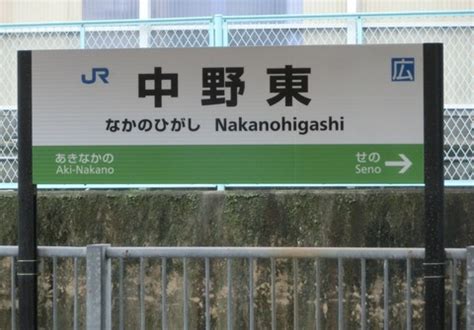 JR 中野東 広
なかのひがし Nakanohigashi
あきなかの せの
Aki-Nakano Seno